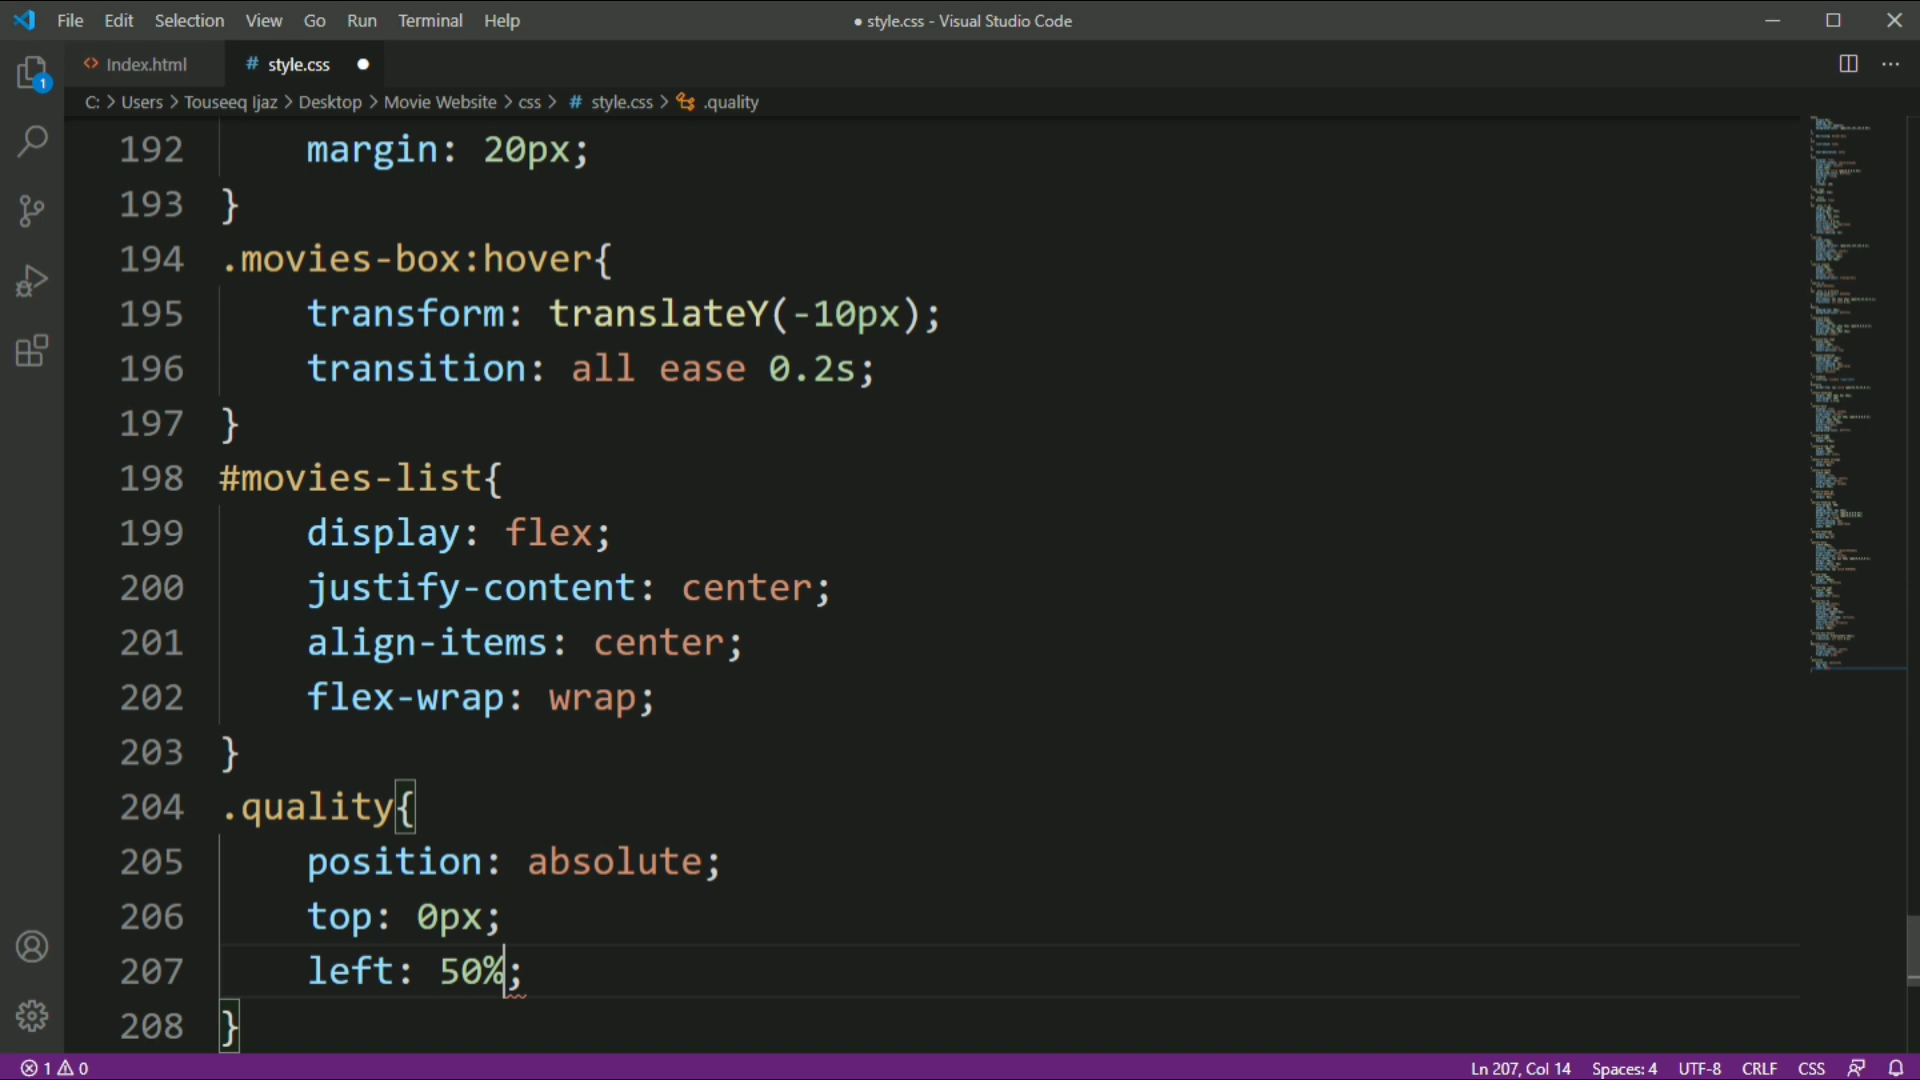 File Edit Selection View Go Run Terminal Help
● style.css - Visual Studio Code
Index.html
# style.css ●
C: > Users > Touseeq Ijaz > Desktop > Movie Website > css > # style.css > .quality
1
192 margin: 20px;
193 }
194 .movies-box:hover{
195 transform: translateY(-10px);
196 transition: all ease 0.2s;
197 }
198 #movies-list{
199 display: flex;
200 justify-content: center;
201 align-items: center;
202 flex-wrap: wrap;
203 }
204 .quality{
205 position: absolute;
206 top: 0px;
207 left: 50%;
208 }
1 0
Ln 207, Col 14 Spaces: 4 UTF-8 CRLF CSS